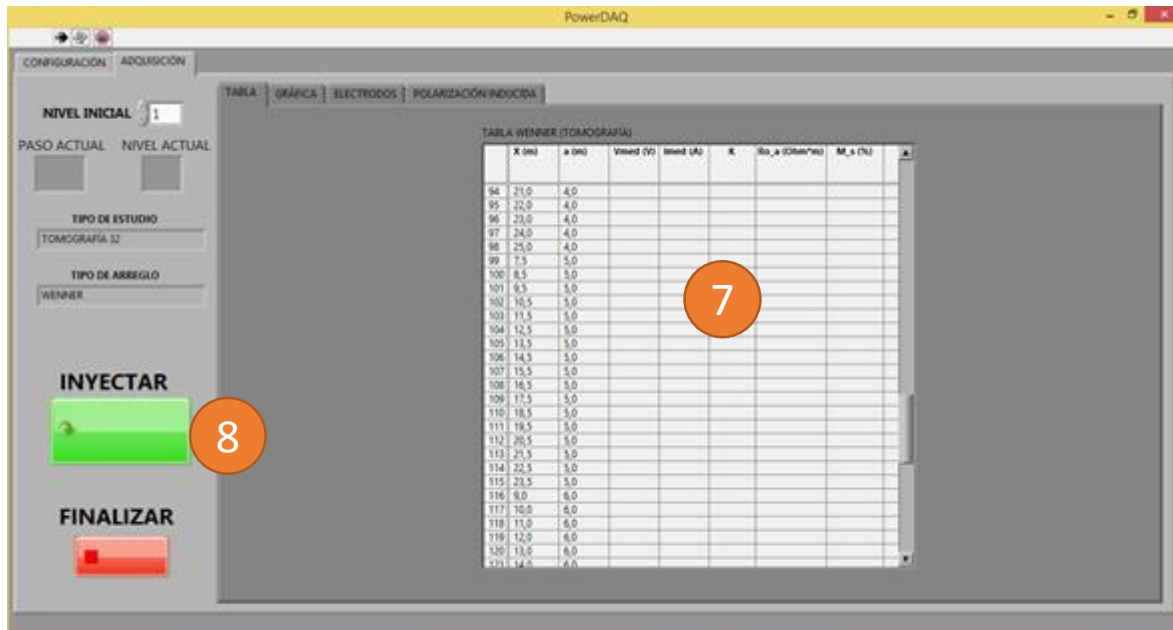 PowerDAQ
CONFIGURACIÓN ADQUISICIÓN
TABLA GRÁFICA ELECTRODOS POLARIZACIÓN INDUCIDA
NIVEL INICIAL 1
PASO ACTUAL NIVEL ACTUAL
TIPO DE ESTUDIO
TOMOGRAFÍA 32
TIPO DE ARREGLO
WENNER
INYECTAR
8
FINALIZAR
TABLA WENNER (TOMOGRAFÍA)
X (m) a (m) Vmed (V) Imed (A) K Ro_a (Ohm*m) M_s (%)
94 21,0 4,0
95 22,0 4,0
96 23,0 4,0
97 24,0 4,0
98 25,0 4,0
99 7,5 5,0
100 8,5 5,0
101 9,5 5,0
102 10,5 5,0
103 11,5 5,0
104 12,5 5,0
105 13,5 5,0
106 14,5 5,0
107 15,5 5,0
108 16,5 5,0
109 17,5 5,0
110 18,5 5,0
111 19,5 5,0
112 20,5 5,0
113 21,5 5,0
114 22,5 5,0
115 23,5 5,0
116 9,0 6,0
117 10,0 6,0
118 11,0 6,0
119 12,0 6,0
120 13,0 6,0
121 14,0 6,0
7